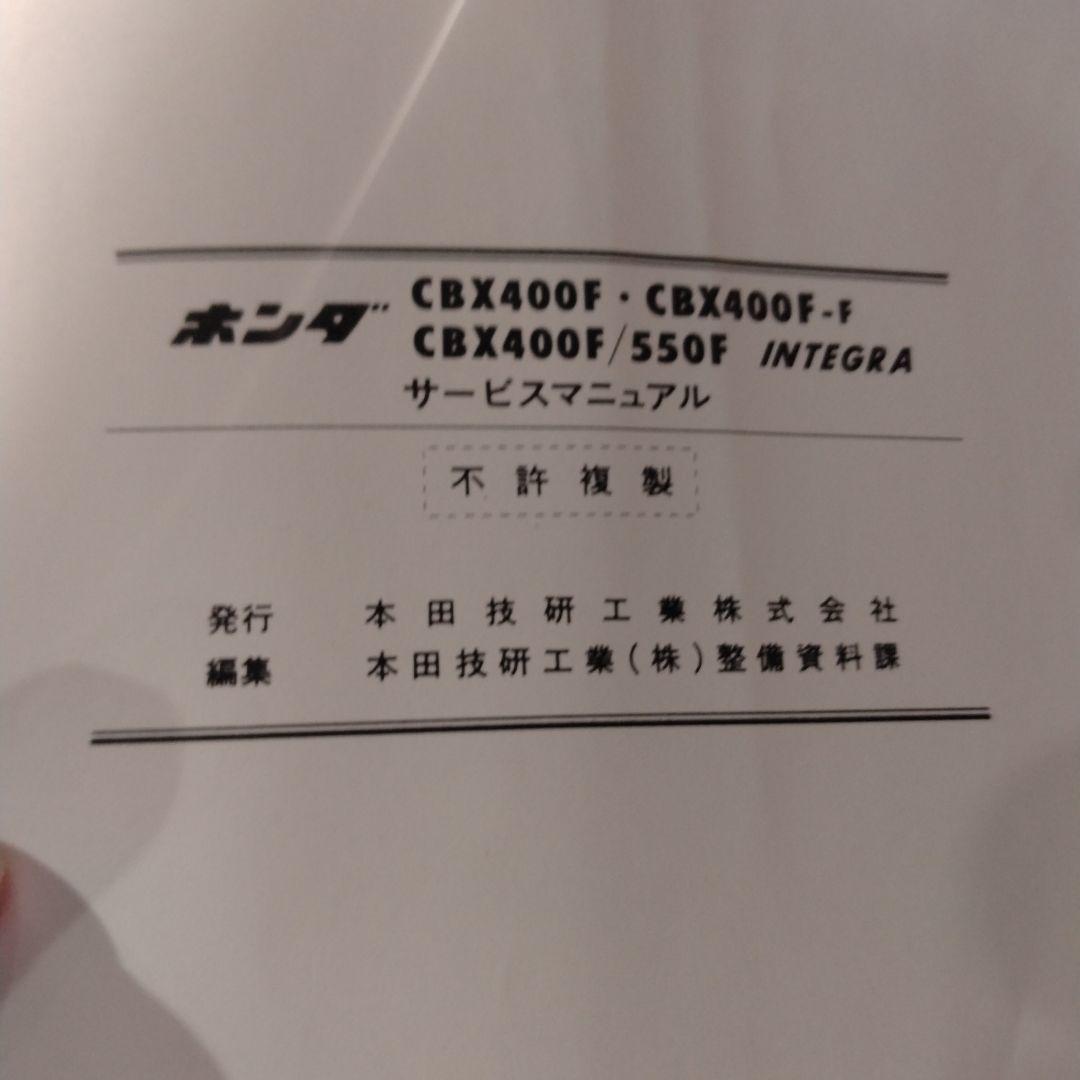 ホンダ CBX400F・CBX400F-F
CBX400F/550F INTEGRA
サービスマニュアル
不許複製
発行 本田技研工業株式会社
編集 本田技研工業(株)整備資料課